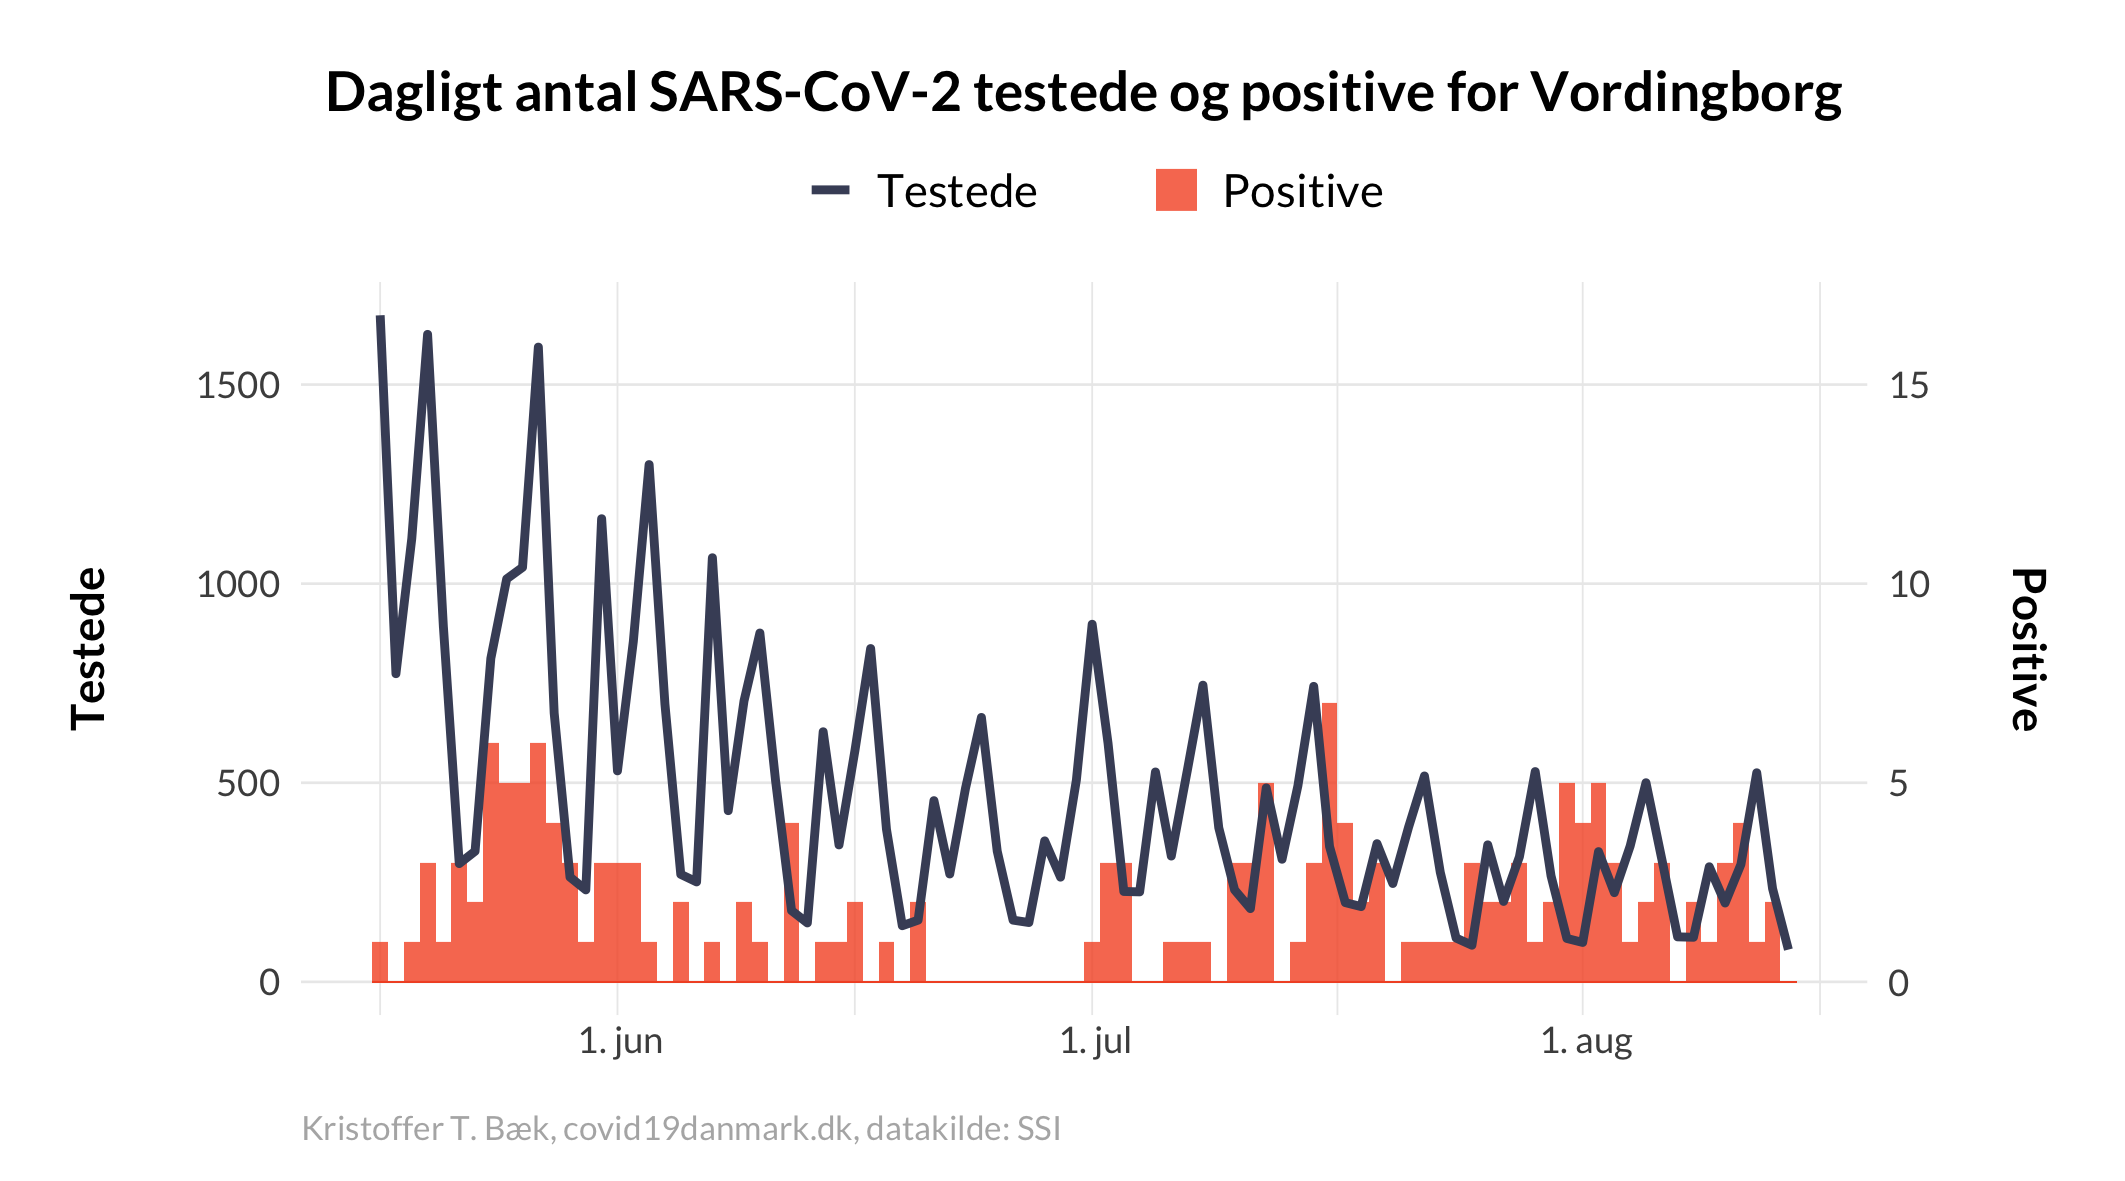 Dagligt antal SARS-CoV-2 testede og positive for Vordingborg
Testede
Positive
1500
1000
500
0
Testede
15
10
5
0
Positive
1. jun
1. jul
1. aug
Kristoffer T. Bæk, covid19danmark.dk, datakilde: SSI